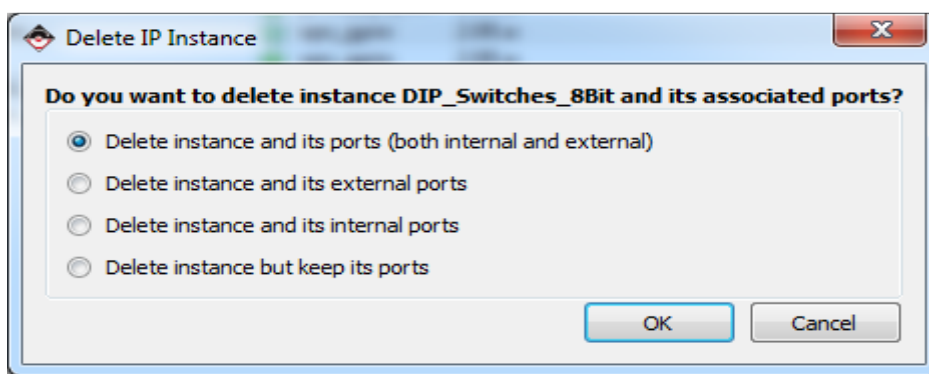 Delete IP Instance
Do you want to delete instance DIP_Switches_8Bit and its associated ports?
Delete instance and its ports (both internal and external)
Delete instance and its external ports
Delete instance and its internal ports
Delete instance but keep its ports
OK Cancel